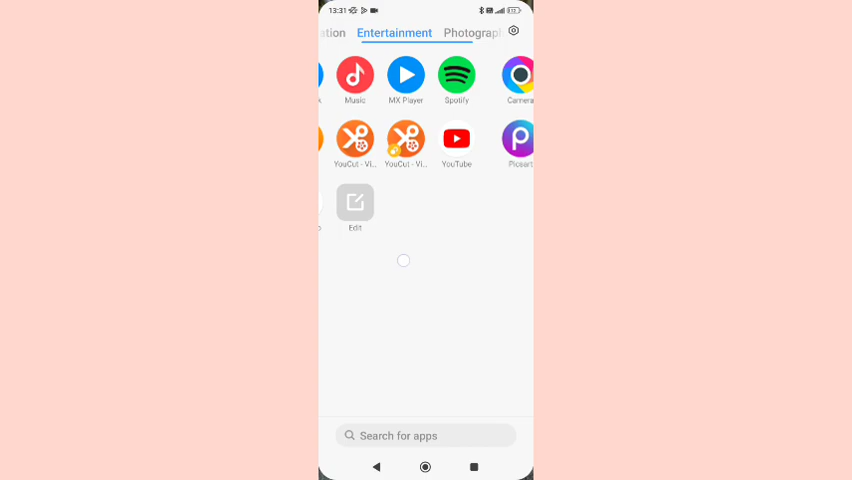 13:31
ation Entertainment Photograph
Music MX Player Spotify Camera
YouCut - Vi... YouCut - Vi... YouTube Picsart
Edit
Search for apps